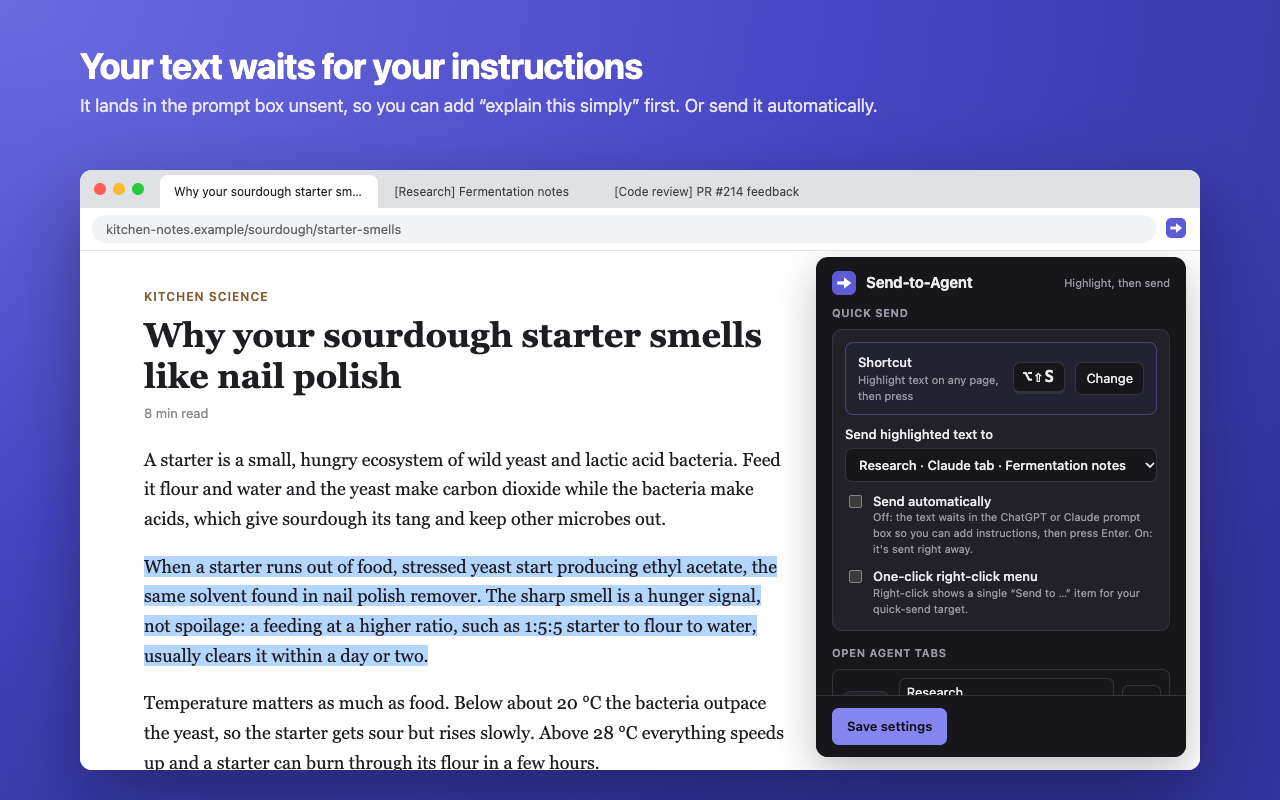 Your text waits for your instructions
It lands in the prompt box unsent, so you can add “explain this simply” first. Or send it automatically.
Why your sourdough starter sm...
[Research] Fermentation notes
[Code review] PR #214 feedback
kitchen-notes.example/sourdough/starter-smells
KITCHEN SCIENCE
Why your sourdough starter smells
like nail polish
8 min read
A starter is a small, hungry ecosystem of wild yeast and lactic acid bacteria. Feed
it flour and water and the yeast make carbon dioxide while the bacteria make
acids, which give sourdough its tang and keep other microbes out.
When a starter runs out of food, stressed yeast start producing ethyl acetate, the
same solvent found in nail polish remover. The sharp smell is a hunger signal,
not spoilage: a feeding at a higher ratio, such as 1:5:5 starter to flour to water,
usually clears it within a day or two.
Temperature matters as much as food. Below about 20 °C the bacteria outpace
the yeast, so the starter gets sour but rises slowly. Above 28 °C everything speeds
up and a starter can burn through its flour in a few hours.
Send-to-Agent
Highlight, then send
QUICK SEND
Shortcut
Highlight text on any page,
then press
⌥⇧S
Change
Send highlighted text to
Research · Claude tab · Fermentation notes
Send automatically
Off: the text waits in the ChatGPT or Claude prompt
box so you can add instructions, then press Enter. On:
it's sent right away.
One-click right-click menu
Right-click shows a single “Send to …” item for your
quick-send target.
OPEN AGENT TABS
Research
Save settings